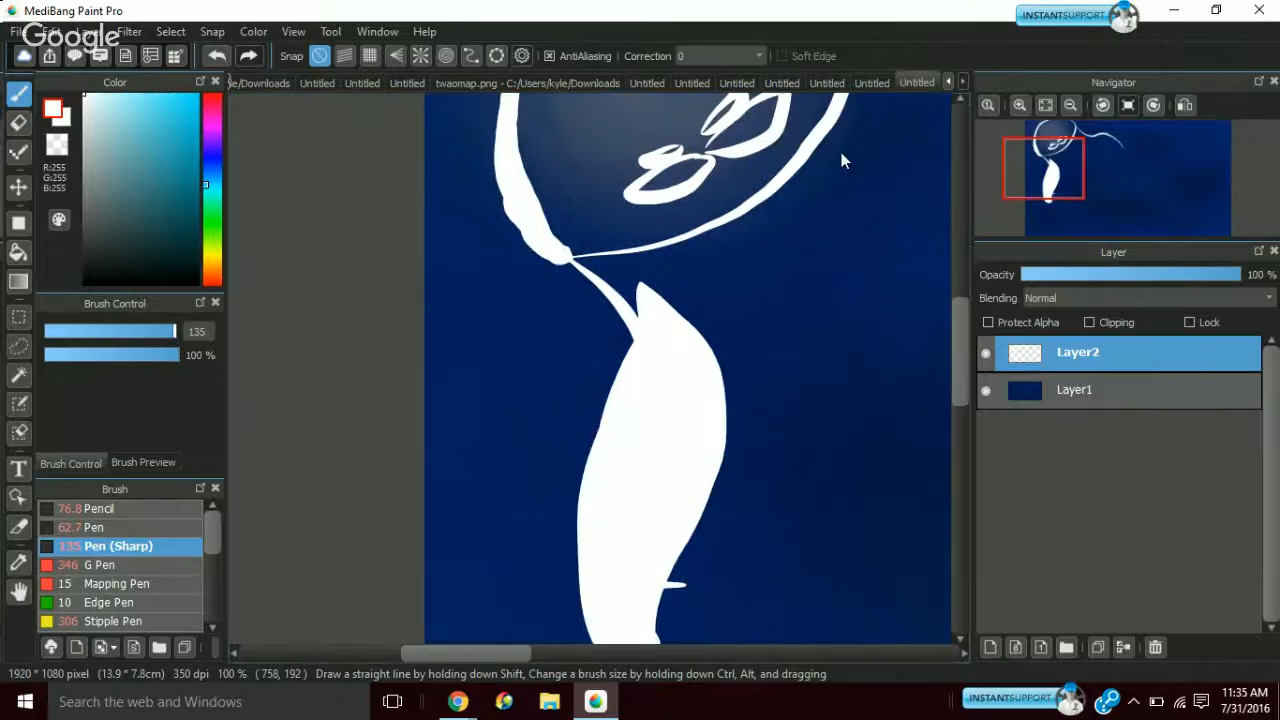 MediBang Paint Pro
INSTANTSUPPORT
File Edit Layer Filter Select Snap Color View Tool Window Help
Google
Snap AntiAliasing Correction 0 Soft Edge
Color
yle/Downloads Untitled Untitled Untitled twaomap.png - C:/Users/kyle/Downloads Untitled Untitled Untitled Untitled Untitled Untitled Untitled
Navigator
R:255
G:255
B:255
Layer
Opacity 100 %
Blending Normal
Protect Alpha Clipping Lock
Layer2
Layer1
Brush Control
135
100 %
Brush Control Brush Preview
Brush
76.8 Pencil
62.7 Pen
135 Pen (Sharp)
346 G Pen
15 Mapping Pen
10 Edge Pen
306 Stipple Pen
1920 * 1080 pixel (13.9 * 7.8cm) 350 dpi 100 % ( 758, 192 ) Draw a straight line by holding down Shift, Change a brush size by holding down Ctrl, Alt, and dragging
Search the web and Windows
INSTANTSUPPORT
11:35 AM
7/31/2016